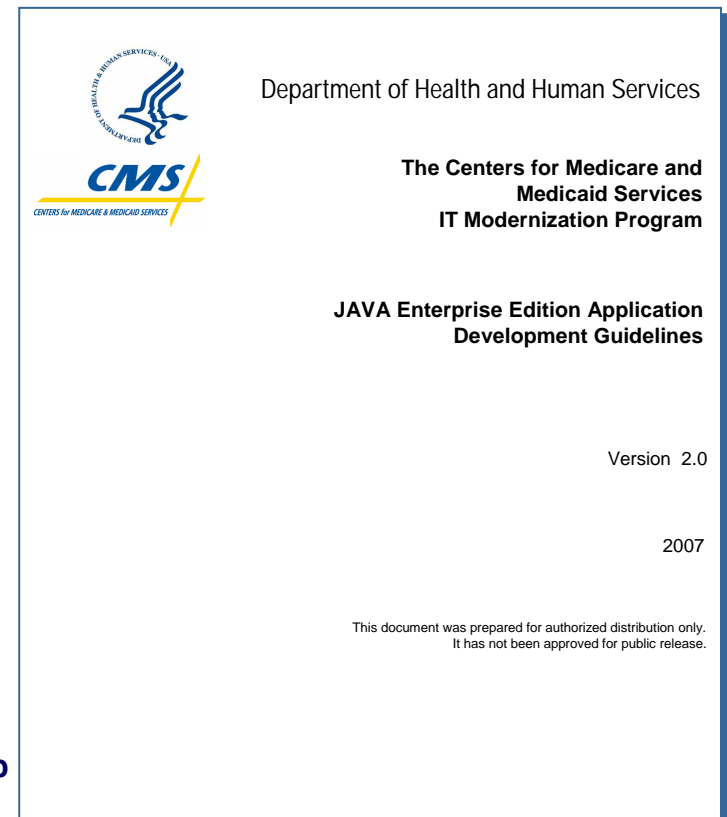 DEPARTMENT OF HEALTH & HUMAN SERVICES · USA
Department of Health and Human Services
CMS
CENTERS for MEDICARE & MEDICAID SERVICES
The Centers for Medicare and
Medicaid Services
IT Modernization Program
JAVA Enterprise Edition Application
Development Guidelines
Version 2.0
2007
This document was prepared for authorized distribution only.
It has not been approved for public release.